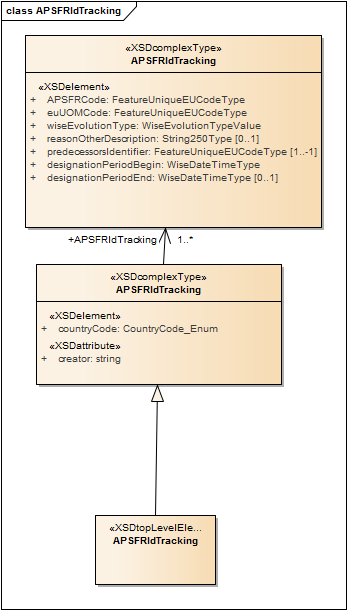 class APSFRIdTracking
«XSDcomplexType»
APSFRIdTracking
«XSDelement»
+ APSFRCode: FeatureUniqueEUCodeType
+ euUOMCode: FeatureUniqueEUCodeType
+ wiseEvolutionType: WiseEvolutionTypeValue
+ reasonOtherDescription: String250Type [0..1]
+ predecessorsIdentifier: FeatureUniqueEUCodeType [1..-1]
+ designationPeriodBegin: WiseDateTimeType
+ designationPeriodEnd: WiseDateTimeType [0..1]
+APSFRIdTracking 1..*
«XSDcomplexType»
APSFRIdTracking
«XSDelement»
+ countryCode: CountryCode_Enum
«XSDattribute»
+ creator: string
«XSDtopLevelEle...
APSFRIdTracking